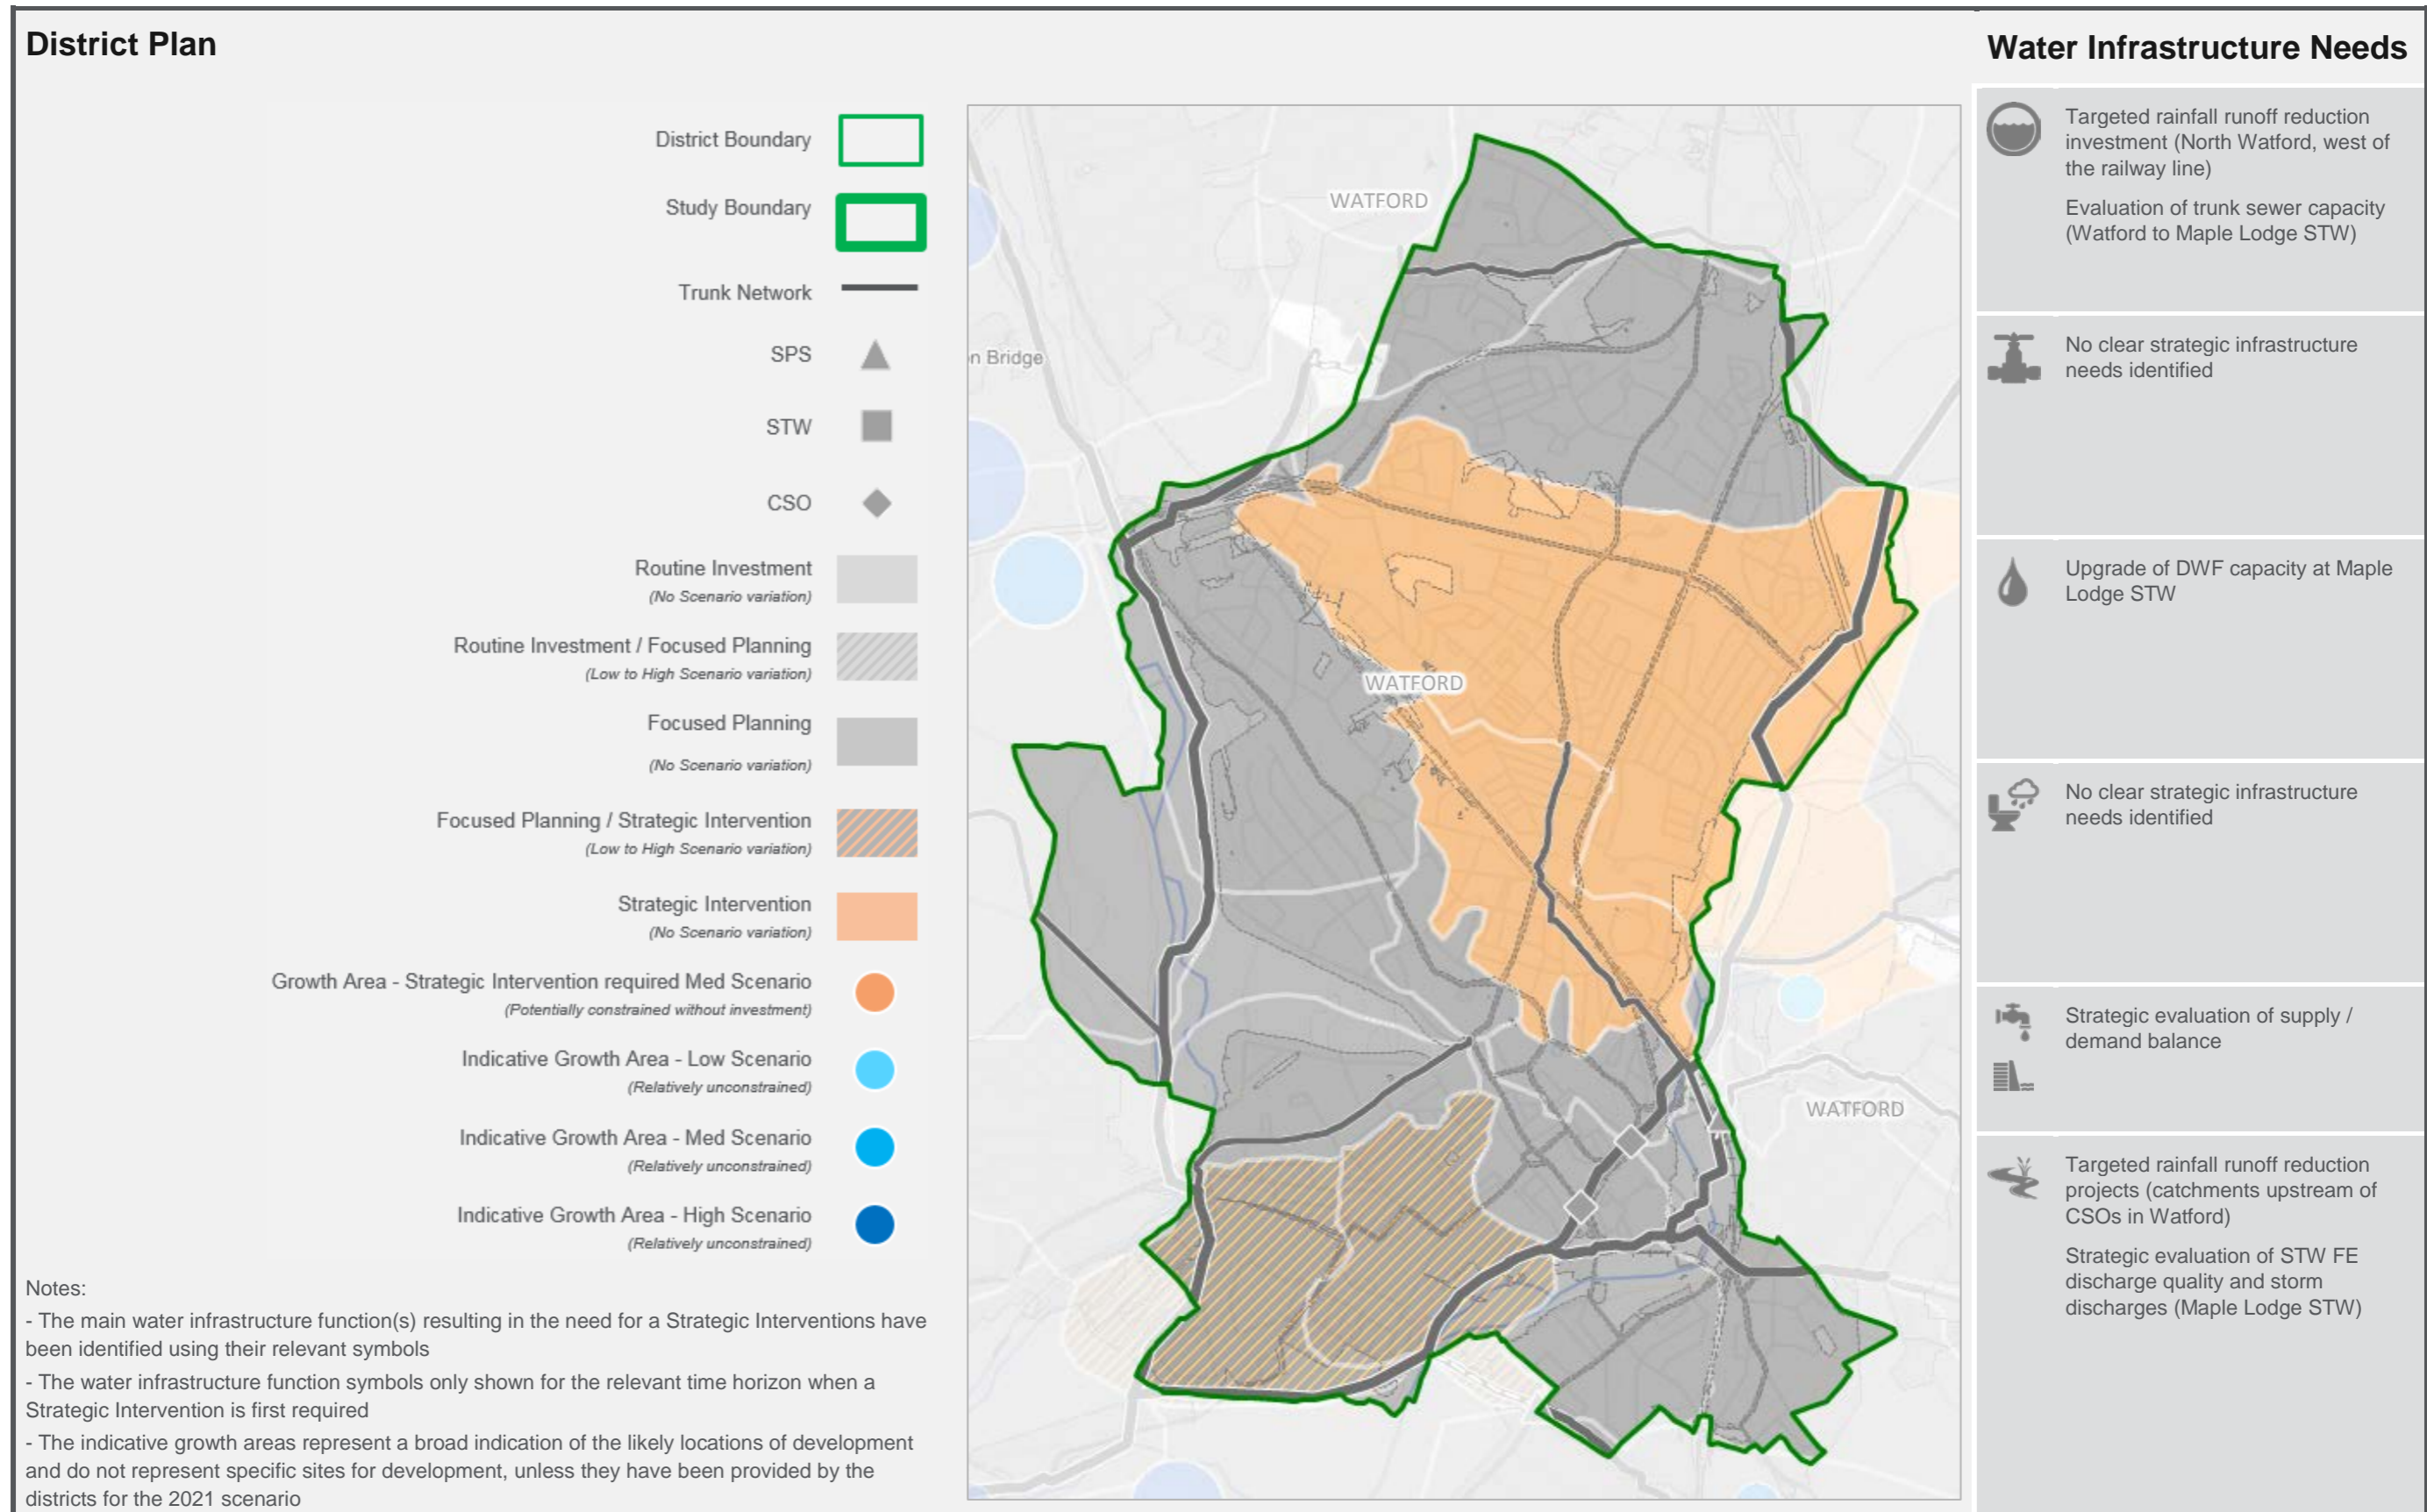 District Plan
District Boundary
Study Boundary
Trunk Network
SPS
STW
CSO
Routine Investment
(No Scenario variation)
Routine Investment / Focused Planning
(Low to High Scenario variation)
Focused Planning
(No Scenario variation)
Focused Planning / Strategic Intervention
(Low to High Scenario variation)
Strategic Intervention
(No Scenario variation)
Growth Area - Strategic Intervention required Med Scenario
(Potentially constrained without investment)
Indicative Growth Area - Low Scenario
(Relatively unconstrained)
Indicative Growth Area - Med Scenario
(Relatively unconstrained)
Indicative Growth Area - High Scenario
(Relatively unconstrained)
Notes:
- The main water infrastructure function(s) resulting in the need for a Strategic Interventions have
been identified using their relevant symbols
- The water infrastructure function symbols only shown for the relevant time horizon when a
Strategic Intervention is first required
- The indicative growth areas represent a broad indication of the likely locations of development
and do not represent specific sites for development, unless they have been provided by the
districts for the 2021 scenario
WATFORD
n Bridge
WATFORD
WATFORD
Water Infrastructure Needs
Targeted rainfall runoff reduction
investment (North Watford, west of
the railway line)
Evaluation of trunk sewer capacity
(Watford to Maple Lodge STW)
No clear strategic infrastructure
needs identified
Upgrade of DWF capacity at Maple
Lodge STW
No clear strategic infrastructure
needs identified
Strategic evaluation of supply /
demand balance
Targeted rainfall runoff reduction
projects (catchments upstream of
CSOs in Watford)
Strategic evaluation of STW FE
discharge quality and storm
discharges (Maple Lodge STW)